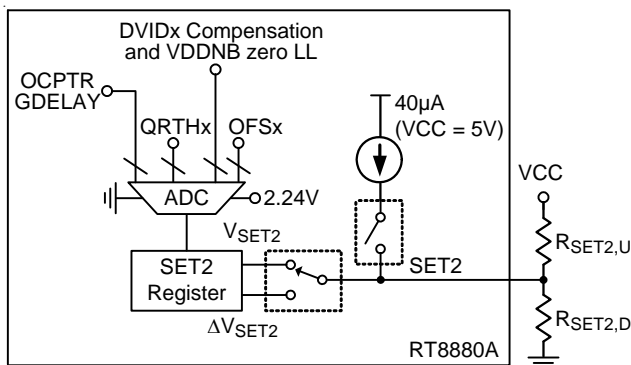 DVIDx Compensation
and VDDNB zero LL
OCPTR
GDELAY
QRTHx
OFSx
40µA
(VCC = 5V)
ADC
2.24V
VCC
VSET2
SET2
Register
SET2
RSET2,U
RSET2,D
ΔVSET2
RT8880A